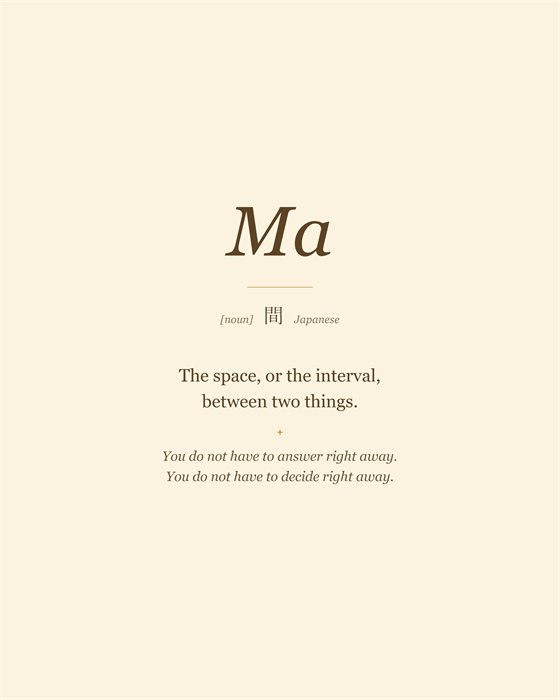 Ma
[noun] 間 Japanese
The space, or the interval,
between two things.
+
You do not have to answer right away.
You do not have to decide right away.